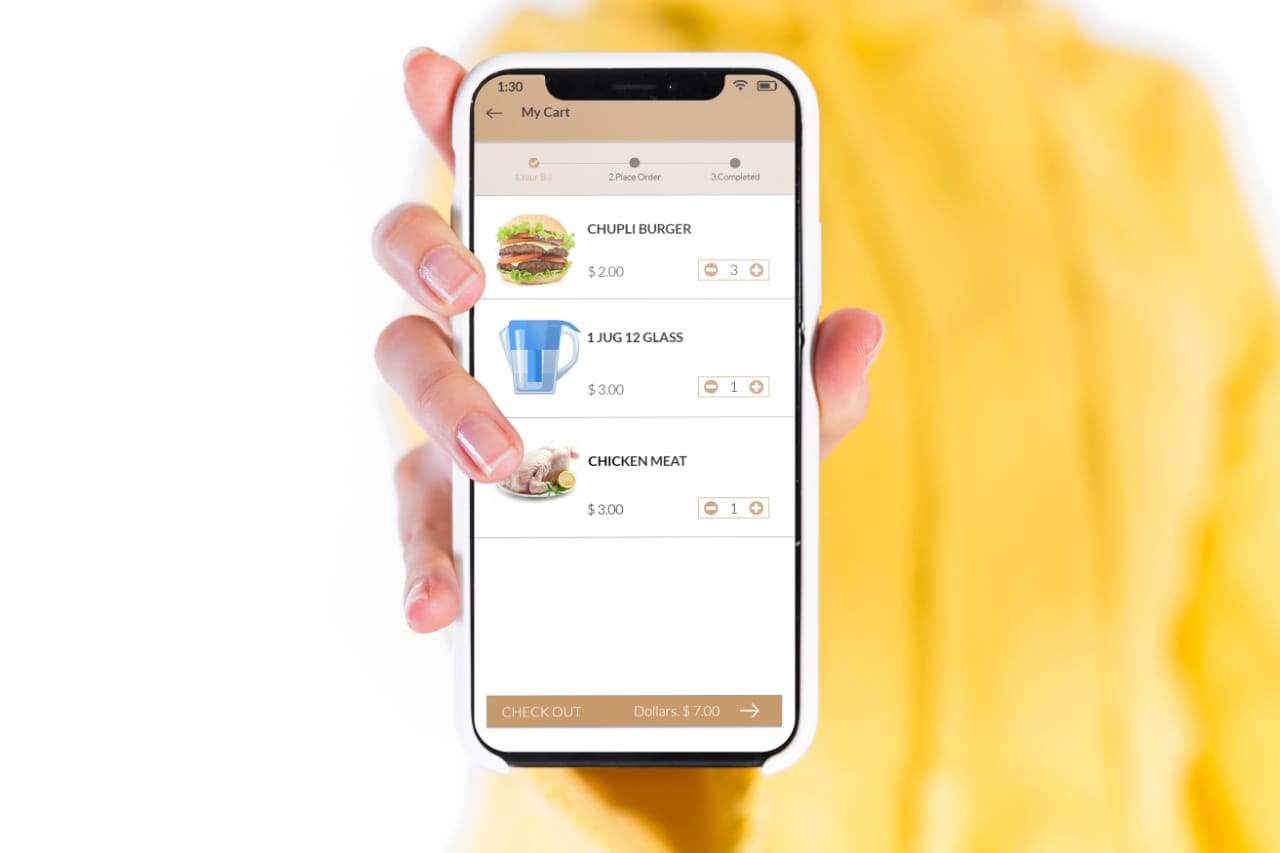 1:30
My Cart
1.Your Bill 2.Place Order 3.Completed
CHUPLI BURGER
$ 2.00 3
1 JUG 12 GLASS
$ 3.00 1
CHICKEN MEAT
$ 3.00 1
CHECK OUT Dollars. $ 7.00